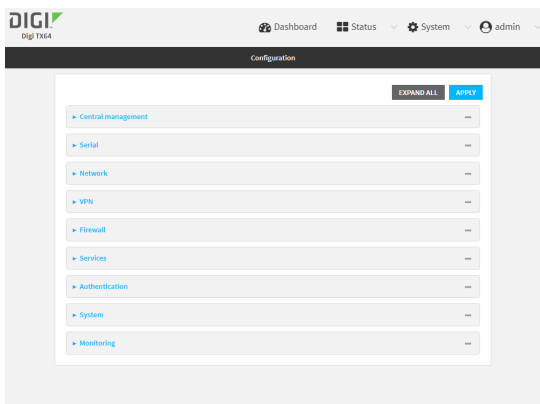 DIGI
Digi TX64
Dashboard Status System admin
Configuration
EXPAND ALL APPLY
Central management
Serial
Network
VPN
Firewall
Services
Authentication
System
Monitoring